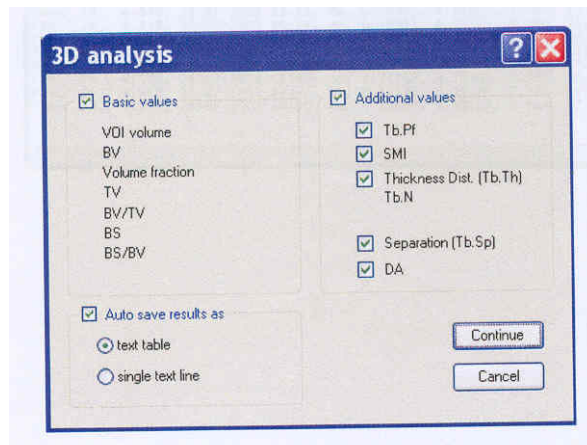 3D analysis
Basic values
VOI volume
BV
Volume fraction
TV
BV/TV
BS
BS/BV
Additional values
Tb.Pf
SMI
Thickness Dist. (Tb.Th)
Tb.N
Separation (Tb.Sp)
DA
Auto save results as
text table
single text line
Continue
Cancel